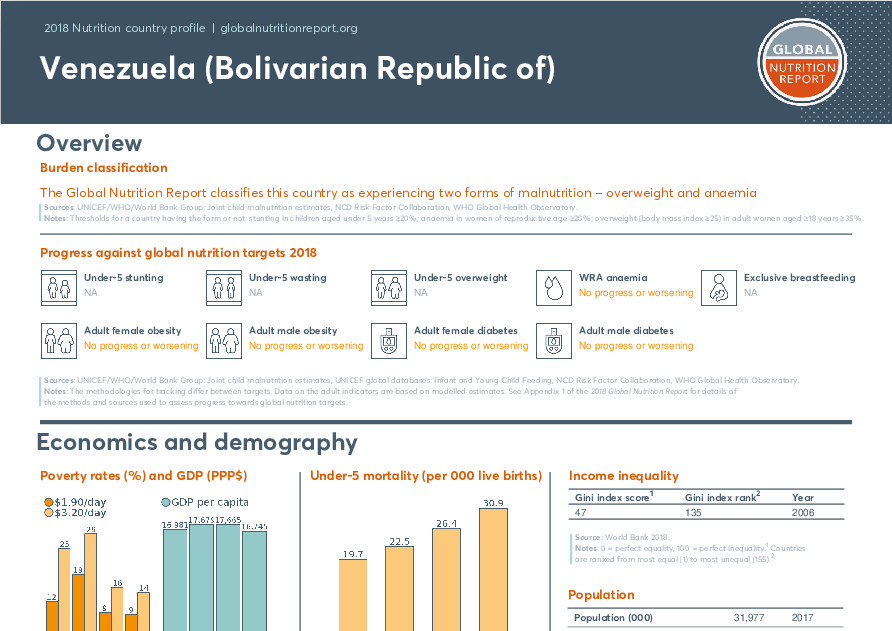 2018 Nutrition country profile | globalnutritionreport.org
Venezuela (Bolivarian Republic of)
GLOBAL
NUTRITION
REPORT
Overview
Burden classification
The Global Nutrition Report classifies this country as experiencing two forms of malnutrition – overweight and anaemia
Sources: UNICEF/WHO/World Bank Group: Joint child malnutrition estimates, NCD Risk Factor Collaboration, WHO Global Health Observatory.
Notes: Thresholds for a country having the form or not: stunting in children aged under 5 years ≥20%; anaemia in women of reproductive age ≥20%; overweight (body mass index ≥25) in adult women aged ≥18 years ≥35%.
Progress against global nutrition targets 2018
Under-5 stunting
NA
Under-5 wasting
NA
Under-5 overweight
NA
WRA anaemia
No progress or worsening
Exclusive breastfeeding
NA
Adult female obesity
No progress or worsening
Adult male obesity
No progress or worsening
Adult female diabetes
No progress or worsening
Adult male diabetes
No progress or worsening
Sources: UNICEF/WHO/World Bank Group: Joint child malnutrition estimates, UNICEF global databases: Infant and Young Child Feeding, NCD Risk Factor Collaboration, WHO Global Health Observatory.
Notes: The methodologies for tracking differ between targets. Data on the adult indicators are based on modelled estimates. See Appendix 1 of the 2018 Global Nutrition Report for details of
the methods and sources used to assess progress towards global nutrition targets.
Economics and demography
Poverty rates (%) and GDP (PPP$)
$1.90/day
$3.20/day
GDP per capita
12
25
19
29
8
16
9
14
16,981
17,679
17,665
16,745
Under-5 mortality (per 000 live births)
19.7
22.5
26.4
30.9
Income inequality
Gini index score1 Gini index rank2 Year
47 135 2006
Source: World Bank 2018.
Notes: 0 = perfect equality, 100 = perfect inequality.1 Countries
are ranked from most equal (1) to most unequal (155).2
Population
Population (000) 31,977 2017